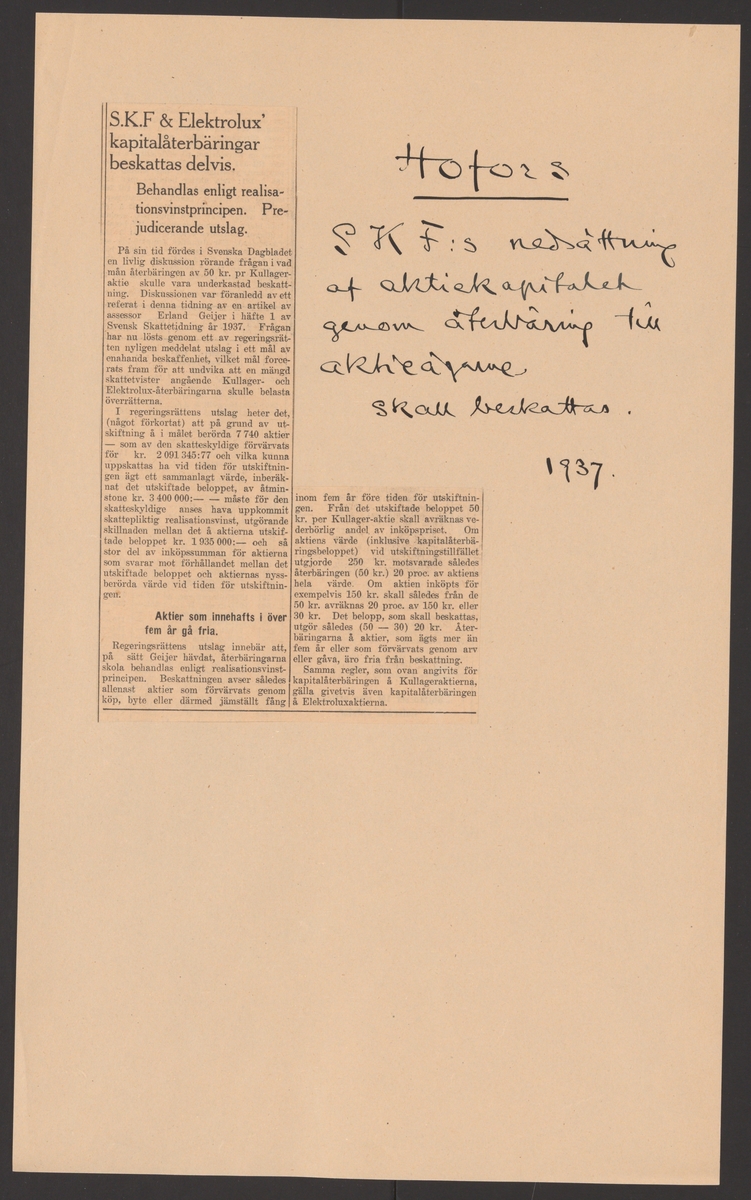 S.K.F & Elektrolux'
kapitalåterbäringar
beskattas delvis.
Behandlas enligt realisa-
tionsvinstprincipen. Pre-
judicerande utslag.
På sin tid fördes i Svenska Dagbladet
en livlig diskussion rörande frågan i vad
mån återbäringen av 50 kr. pr Kullager-
aktie skulle vara underkastad beskatt-
ning. Diskussionen var föranledd av ett
referat i denna tidning av en artikel av
assessor Erland Geijer i häfte 1 av
Svensk Skattetidning år 1937. Frågan
har nu lösts genom ett av regeringsrät-
ten nyligen meddelat utslag i ett mål av
enahanda beskaffenhet, vilket mål force-
rats fram för att undvika att en mängd
skattetvister angående Kullager- och
Elektrolux-återbäringarna skulle belasta
överrätterna.
I regeringsrättens utslag heter det,
(något förkortat) att på grund av ut-
skiftning å i målet berörda 7 740 aktier
— som av den skatteskyldige förvärvats
för kr. 2 091 345:77 och vilka kunna
uppskattas ha vid tiden för utskiftnin-
gen ägt ett sammanlagt värde, inberäk-
nat det utskiftade beloppet, av åtmin-
stone kr. 3 400 000:— — måste för den
skatteskyldige anses hava uppkommit
skattepliktig realisationsvinst, utgörande
skillnaden mellan det å aktierna utskif-
tade beloppet kr. 1 935 000:— och så
stor del av inköpssumman för aktierna
som svarar mot förhållandet mellan det
utskiftade beloppet och aktiernas nyss-
berörda värde vid tiden för utskiftnin-
gen.
Aktier som innehafts i över
fem år gå fria.
Regeringsrättens utslag innebär att,
på sätt Geijer hävdat, återbäringarna
skola behandlas enligt realisationsvinst-
principen. Beskattningen avser således
allenast aktier som förvärvats genom
köp, byte eller därmed jämställt fång
inom fem år före tiden för utskiftnin-
gen. Från det utskiftade beloppet 50
kr. per Kullager-aktie skall avräknas ve-
derbörlig andel av inköpspriset. Om
aktiens värde (inklusive kapitalåterbä-
ringsbeloppet) vid utskiftningstillfället
utgjorde 250 kr. motsvarade således
återbäringen (50 kr.) 20 proc. av aktiens
hela värde. Om aktien inköpts för
exempelvis 150 kr. skall således från de
50 kr. avräknas 20 proc. av 150 kr. eller
30 kr. Det belopp, som skall beskattas,
utgör således (50 — 30) 20 kr. Åter-
bäringarna å aktier, som ägts mer än
fem år eller som förvärvats genom arv
eller gåva, äro fria från beskattning.
Samma regler, som ovan angivits för
kapitalåterbäringen å Kullageraktierna,
gälla givetvis även kapitalåterbäringen
å Elektroluxaktierna.
Hofors
SKF:s nedsättning
af aktiekapitalet
genom återbäring till
aktieägarne
skall beskattas.
1937.